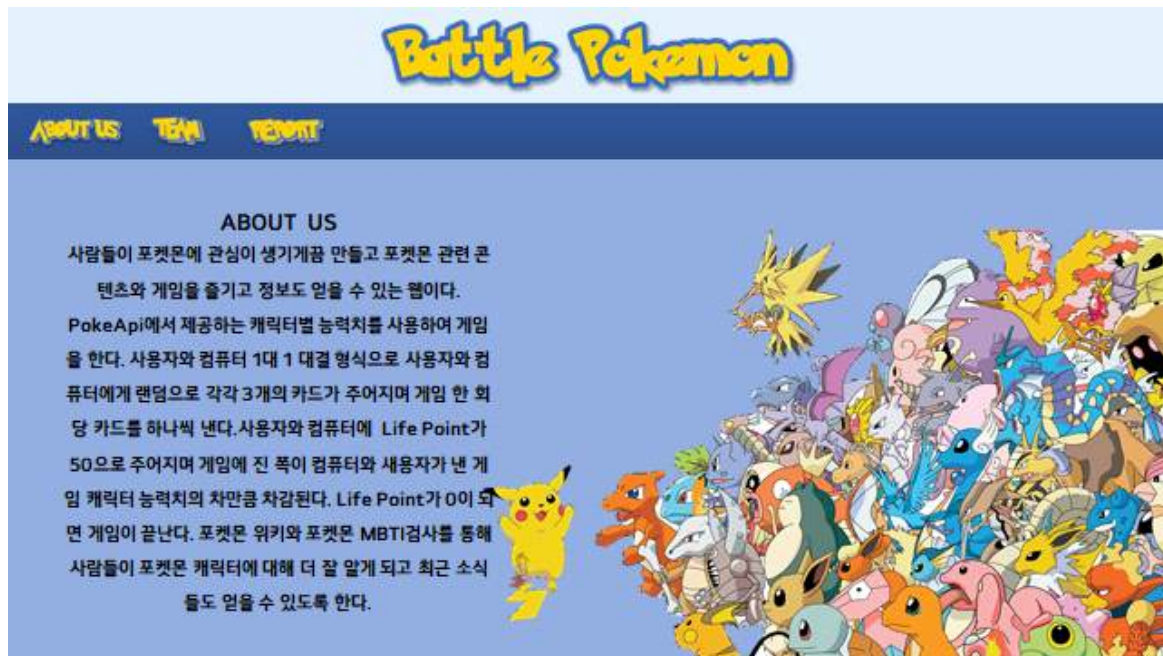 Battle Pokemon
ABOUT US
TEAM
REPORT
ABOUT US
사람들이 포켓몬에 관심이 생기게끔 만들고 포켓몬 관련 콘
텐츠와 게임을 즐기고 정보도 얻을 수 있는 웹이다.
PokeApi에서 제공하는 캐릭터별 능력치를 사용하여 게임
을 한다. 사용자와 컴퓨터 1대 1 대결 형식으로 사용자와 컴
퓨터에게 랜덤으로 각각 3개의 카드가 주어지며 게임 한 회
당 카드를 하나씩 낸다.사용자와 컴퓨터에 Life Point가
50으로 주어지며 게임에 진 폭이 컴퓨터와 새용자가 낸 게
임 캐릭터 능력치의 차만큼 차감된다. Life Point가 0이 되
면 게임이 끝난다. 포켓몬 위키와 포켓몬 MBTI검사를 통해
사람들이 포켓몬 캐릭터에 대해 더 잘 알게 되고 최근 소식
들도 얻을 수 있도록 한다.